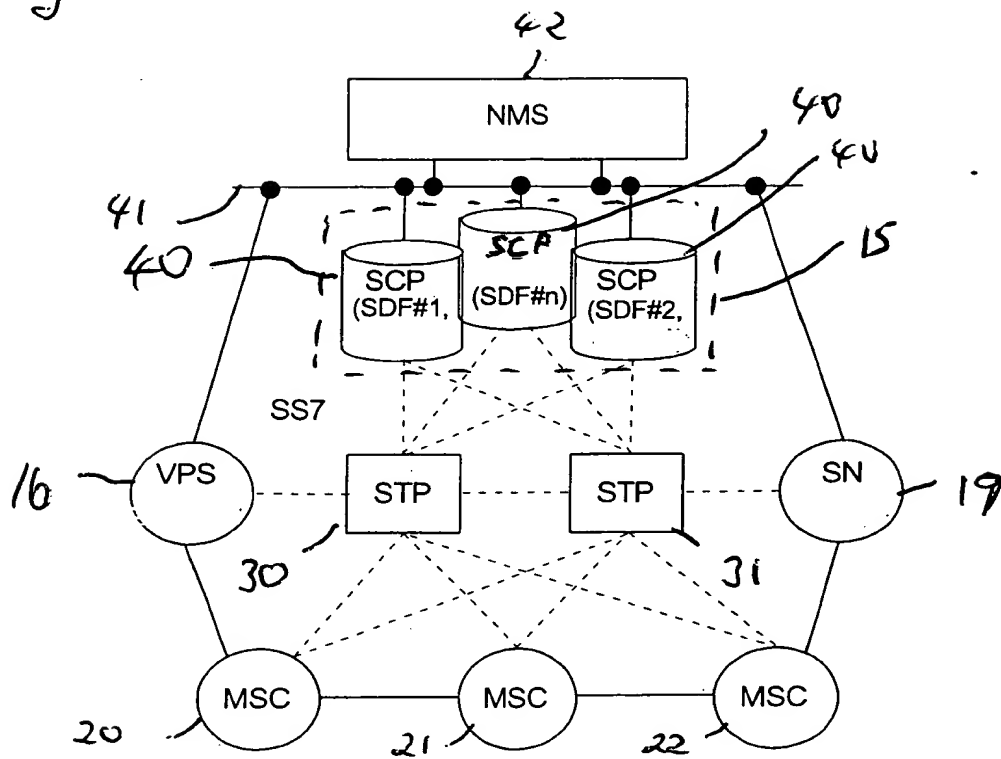 42
NMS
40
40
41
40
15
SCP
SCP
(SDF#1,
SCP
(SDF#n)
SCP
(SDF#2,
SS7
16
VPS
STP
STP
SN
19
30
31
MSC
MSC
MSC
20
21
22